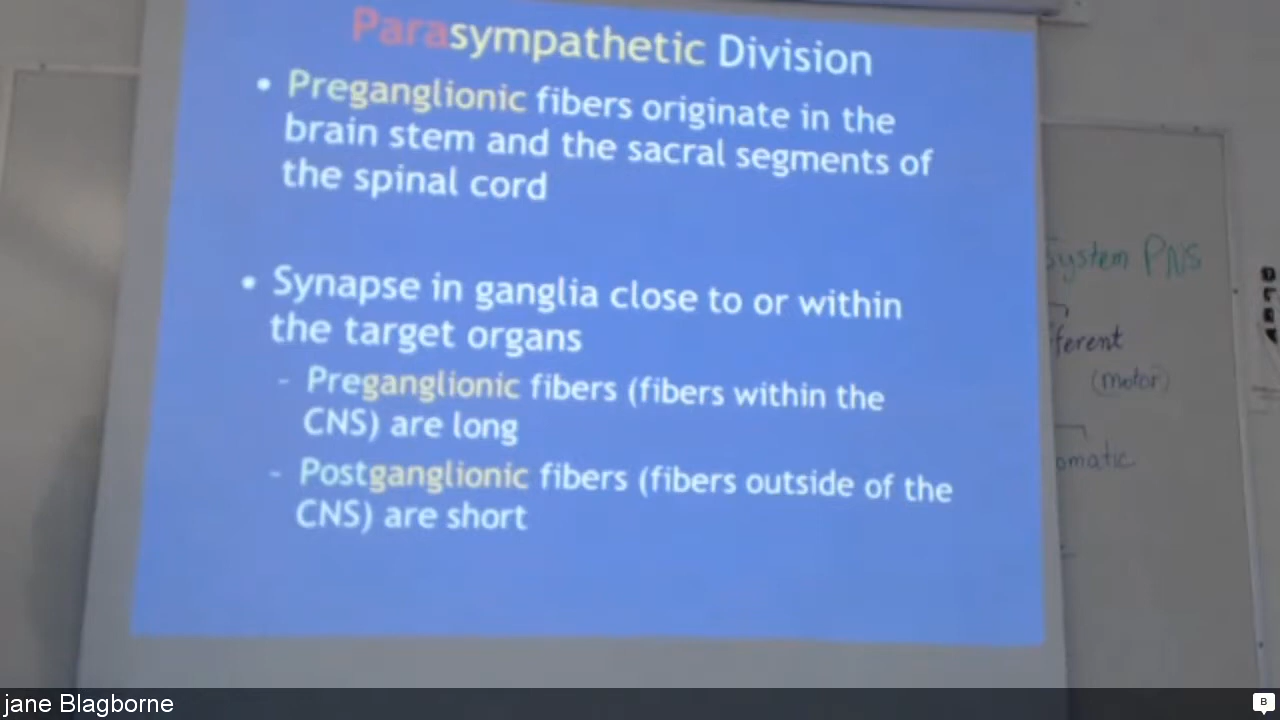 Parasympathetic Division
• Preganglionic fibers originate in the
brain stem and the sacral segments of
the spinal cord
• Synapse in ganglia close to or within
the target organs
- Preganglionic fibers (fibers within the
CNS) are long
- Postganglionic fibers (fibers outside of the
CNS) are short
System PNS
fferent
(motor)
omatic
jane Blagborne
B